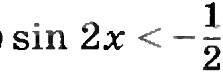 ) sin 2x < -1/2